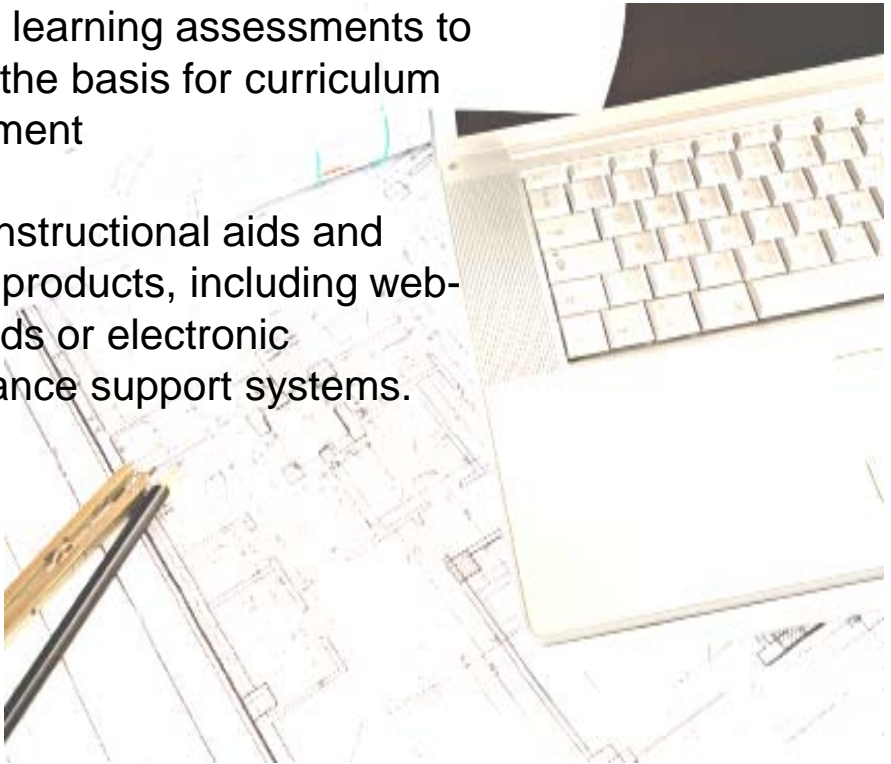 learning assessments to
the basis for curriculum
ment
nstructional aids and
products, including web-
ds or electronic
ance support systems.